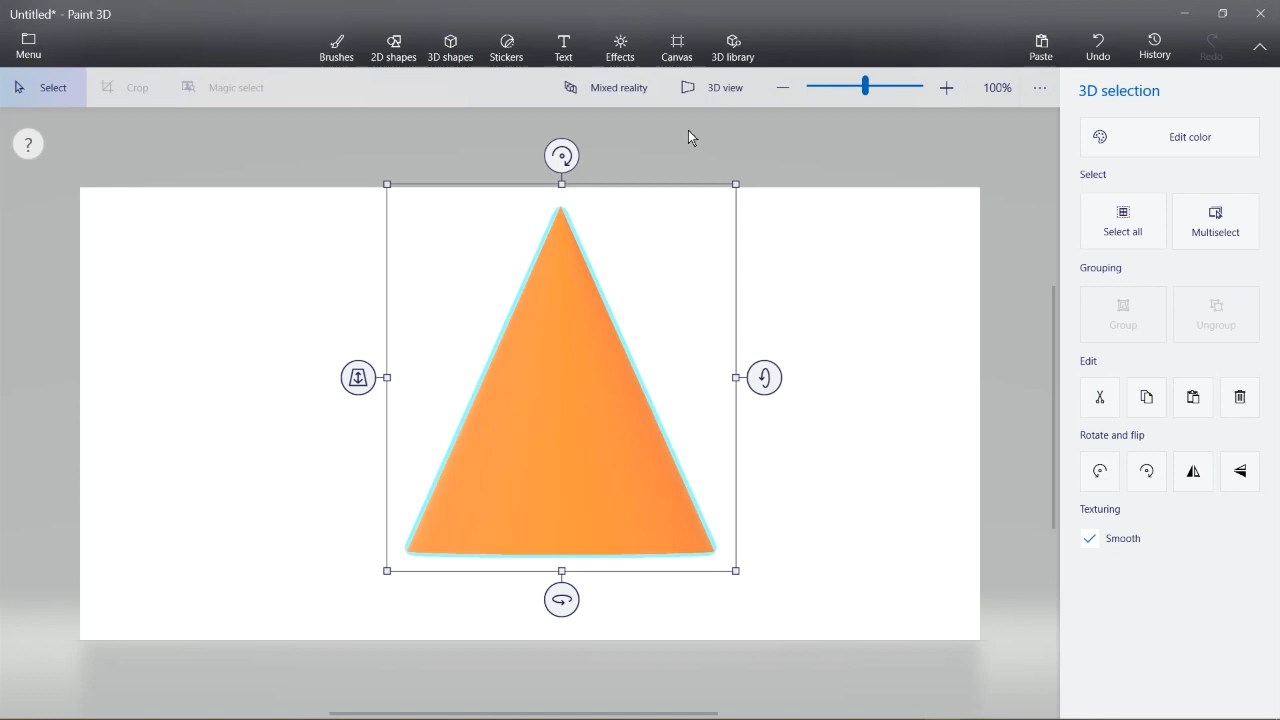 Untitled* - Paint 3D
Menu
Brushes 2D shapes 3D shapes Stickers Text Effects Canvas 3D library
Paste Undo History Redo
Select Crop Magic select Mixed reality 3D view 100%
?
3D selection
Edit color
Select
Select all Multiselect
Grouping
Group Ungroup
Edit
Rotate and flip
Texturing
Smooth